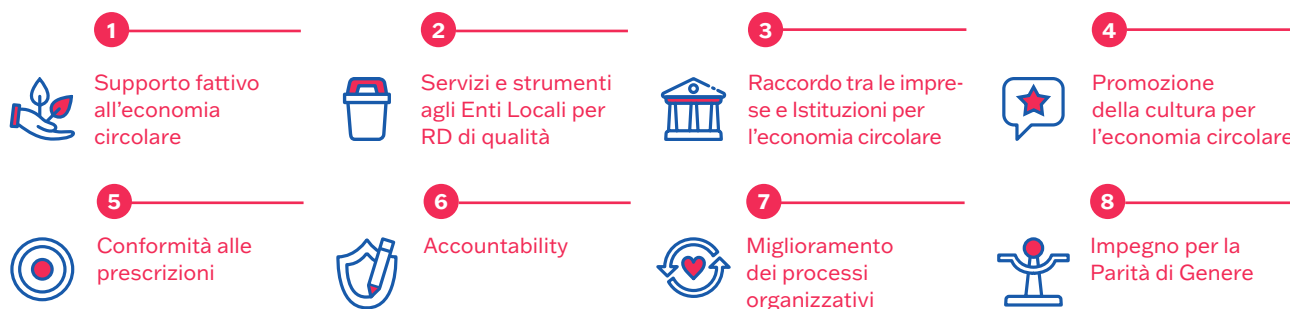 1
Supporto fattivo
all'economia
circolare
2
Servizi e strumenti
agli Enti Locali per
RD di qualità
3
Raccordo tra le impre-
se e Istituzioni per
l'economia circolare
4
Promozione
della cultura per
l'economia circolare
5
Conformità alle
prescrizioni
6
Accountability
7
Miglioramento
dei processi
organizzativi
8
Impegno per la
Parità di Genere